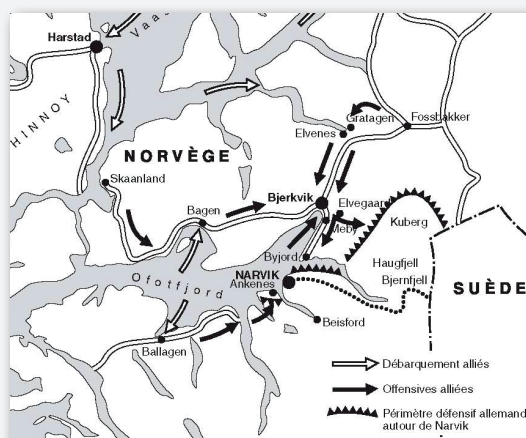 Vaa
Harstad
HINNOY
Gratagen
Fossbakker
Elvenes
NORVÈGE
Skaanland
Bjerkvik
Elvegaard
Bagen
Meby
Kuberg
Byjord
Haugfjell
Ofotfjord
NARVIK
Bjernfjell
Ankenes
SUÈDE
Beisford
Ballagen
Débarquement alliés
Offensives alliées
Périmètre défensif allemand
autour de Narvik